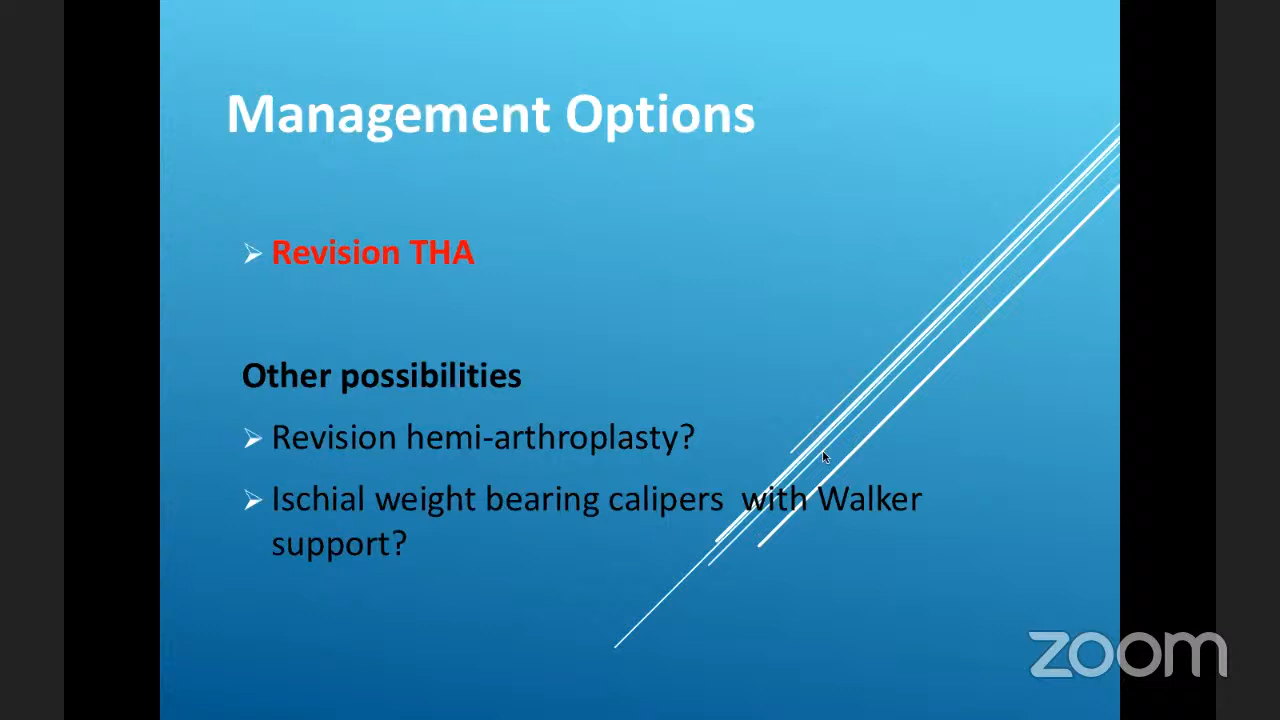 Management Options
Revision THA
Other possibilities
Revision hemi-arthroplasty?
Ischial weight bearing calipers with Walker
support?
zoom